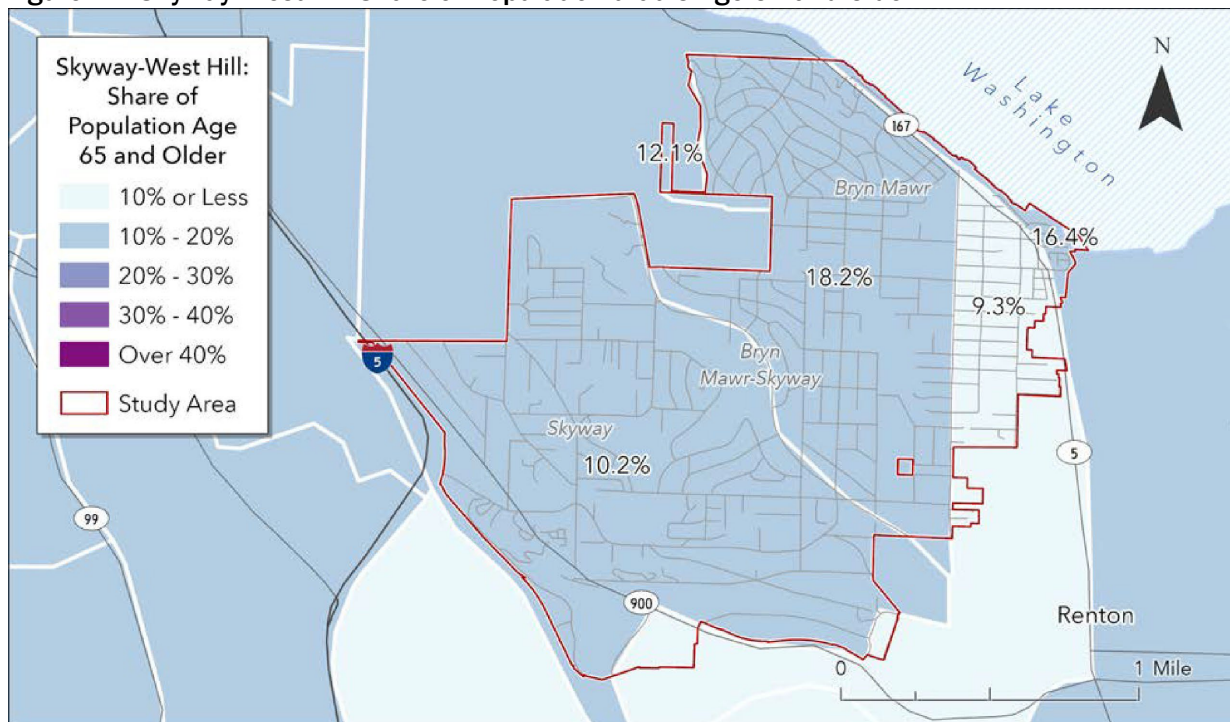 Skyway-West Hill:
Share of
Population Age
65 and Older
10% or Less
10% - 20%
20% - 30%
30% - 40%
Over 40%
Study Area
N
Lake
Washington
167
12.1%
Bryn Mawr
16.4%
18.2%
9.3%
5
Bryn
Mawr-Skyway
Skyway
10.2%
5
99
900
Renton
0
1 Mile